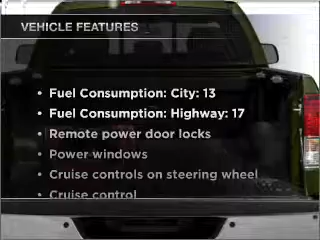 VEHICLE FEATURES
• Fuel Consumption: City: 13
• Fuel Consumption: Highway: 17
• Remote power door locks
• Power windows
• Cruise controls on steering wheel
• Cruise control